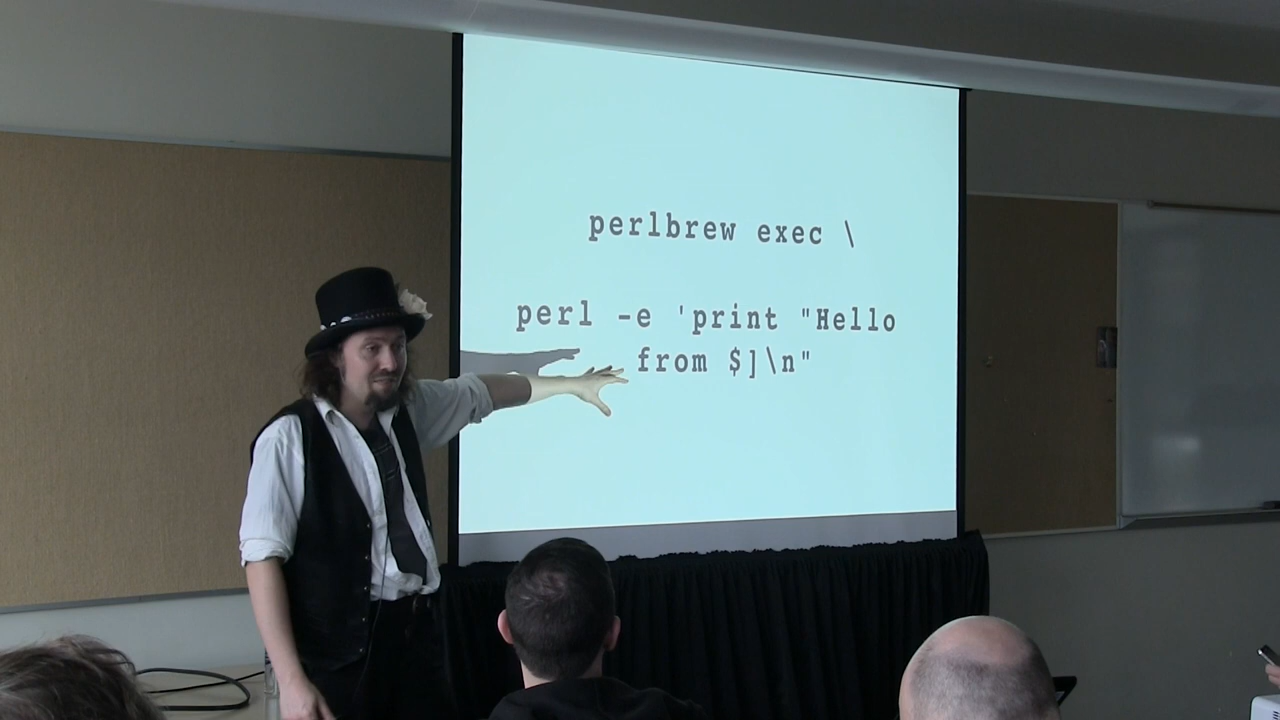 perlbrew exec \
perl -e 'print "Hello
from $]\n"